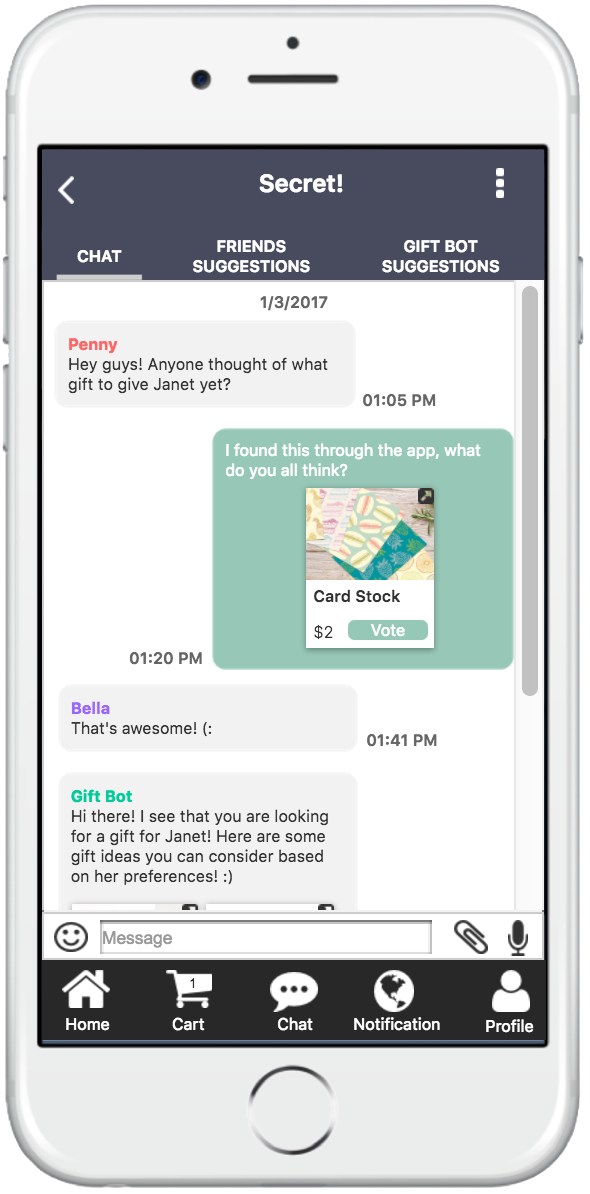 Secret!
CHAT
FRIENDS
SUGGESTIONS
GIFT BOT
SUGGESTIONS
1/3/2017
Penny
Hey guys! Anyone thought of what
gift to give Janet yet?
01:05 PM
I found this through the app, what
do you all think?
Card Stock
$2
Vote
01:20 PM
Bella
That's awesome! (:
01:41 PM
Gift Bot
Hi there! I see that you are looking
for a gift for Janet! Here are some
gift ideas you can consider based
on her preferences! :)
Message
1
Home
Cart
Chat
Notification
Profile